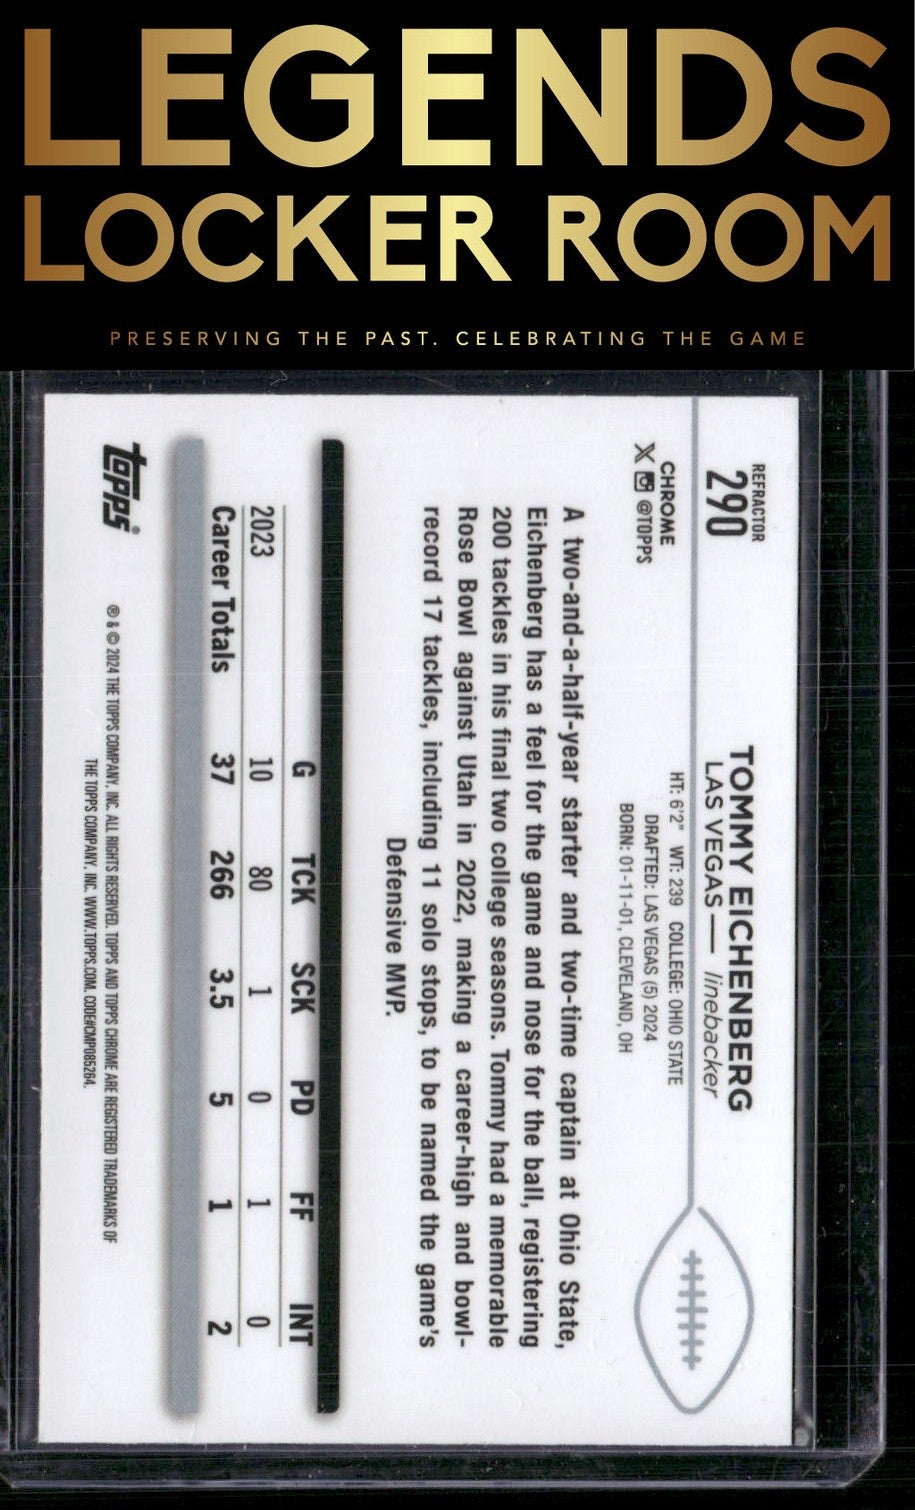 LEGENDS
LOCKER ROOM
PRESERVING THE PAST. CELEBRATING THE GAME
REFRACTOR
290
CHROME
X @TOPPS
TOMMY EICHENBERG
LAS VEGAS — linebacker
HT: 6'2" WT: 239 COLLEGE: OHIO STATE
DRAFTED: LAS VEGAS (5) 2024
BORN: 01-11-01, CLEVELAND, OH
A two-and-a-half-year starter and two-time captain at Ohio State,
Eichenberg has a feel for the game and nose for the ball, registering
200 tackles in his final two college seasons. Tommy had a memorable
Rose Bowl against Utah in 2022, making a career-high and bowl-
record 17 tackles, including 11 solo stops, to be named the game's
Defensive MVP.
G TCK SCK PD FF INT
2023 10 80 1 0 1 0
Career Totals 37 266 3.5 5 1 2
topps®
® & © 2024 THE TOPPS COMPANY, INC. ALL RIGHTS RESERVED. TOPPS AND TOPPS CHROME ARE REGISTERED TRADEMARKS OF
THE TOPPS COMPANY, INC. WWW.TOPPS.COM. CODE#CMP085264.